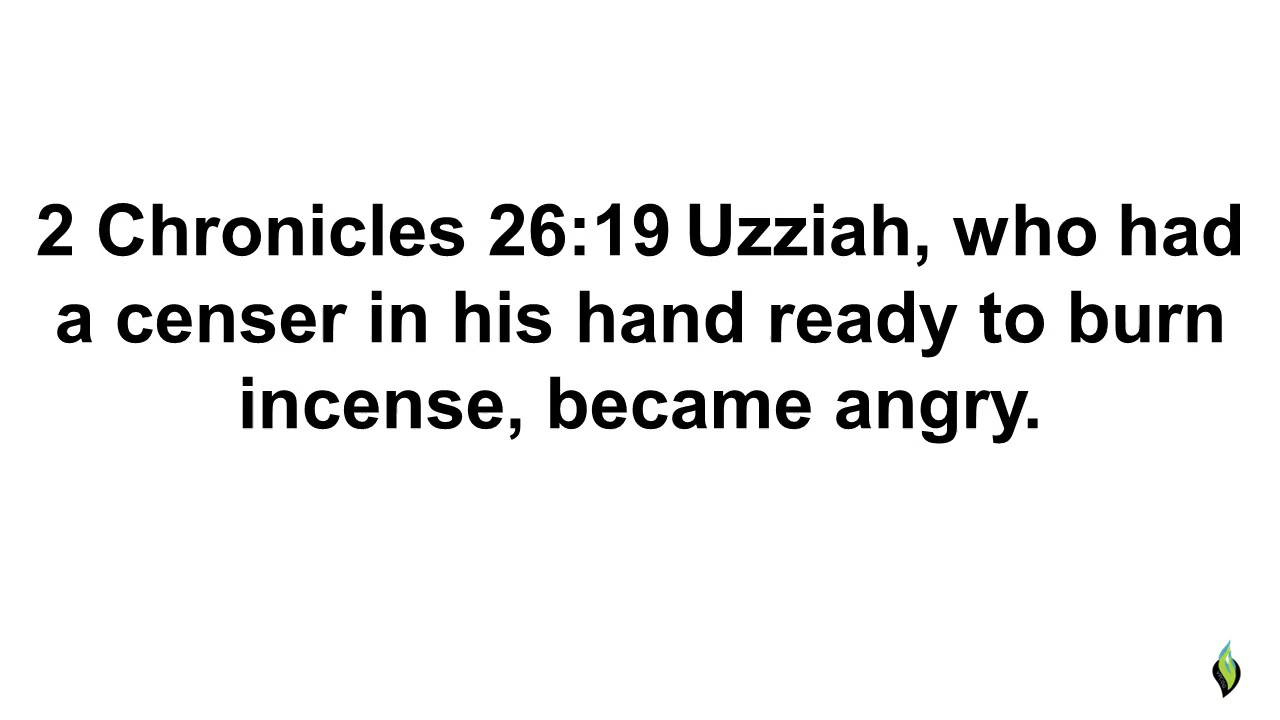 2 Chronicles 26:19 Uzziah, who had
a censer in his hand ready to burn
incense, became angry.